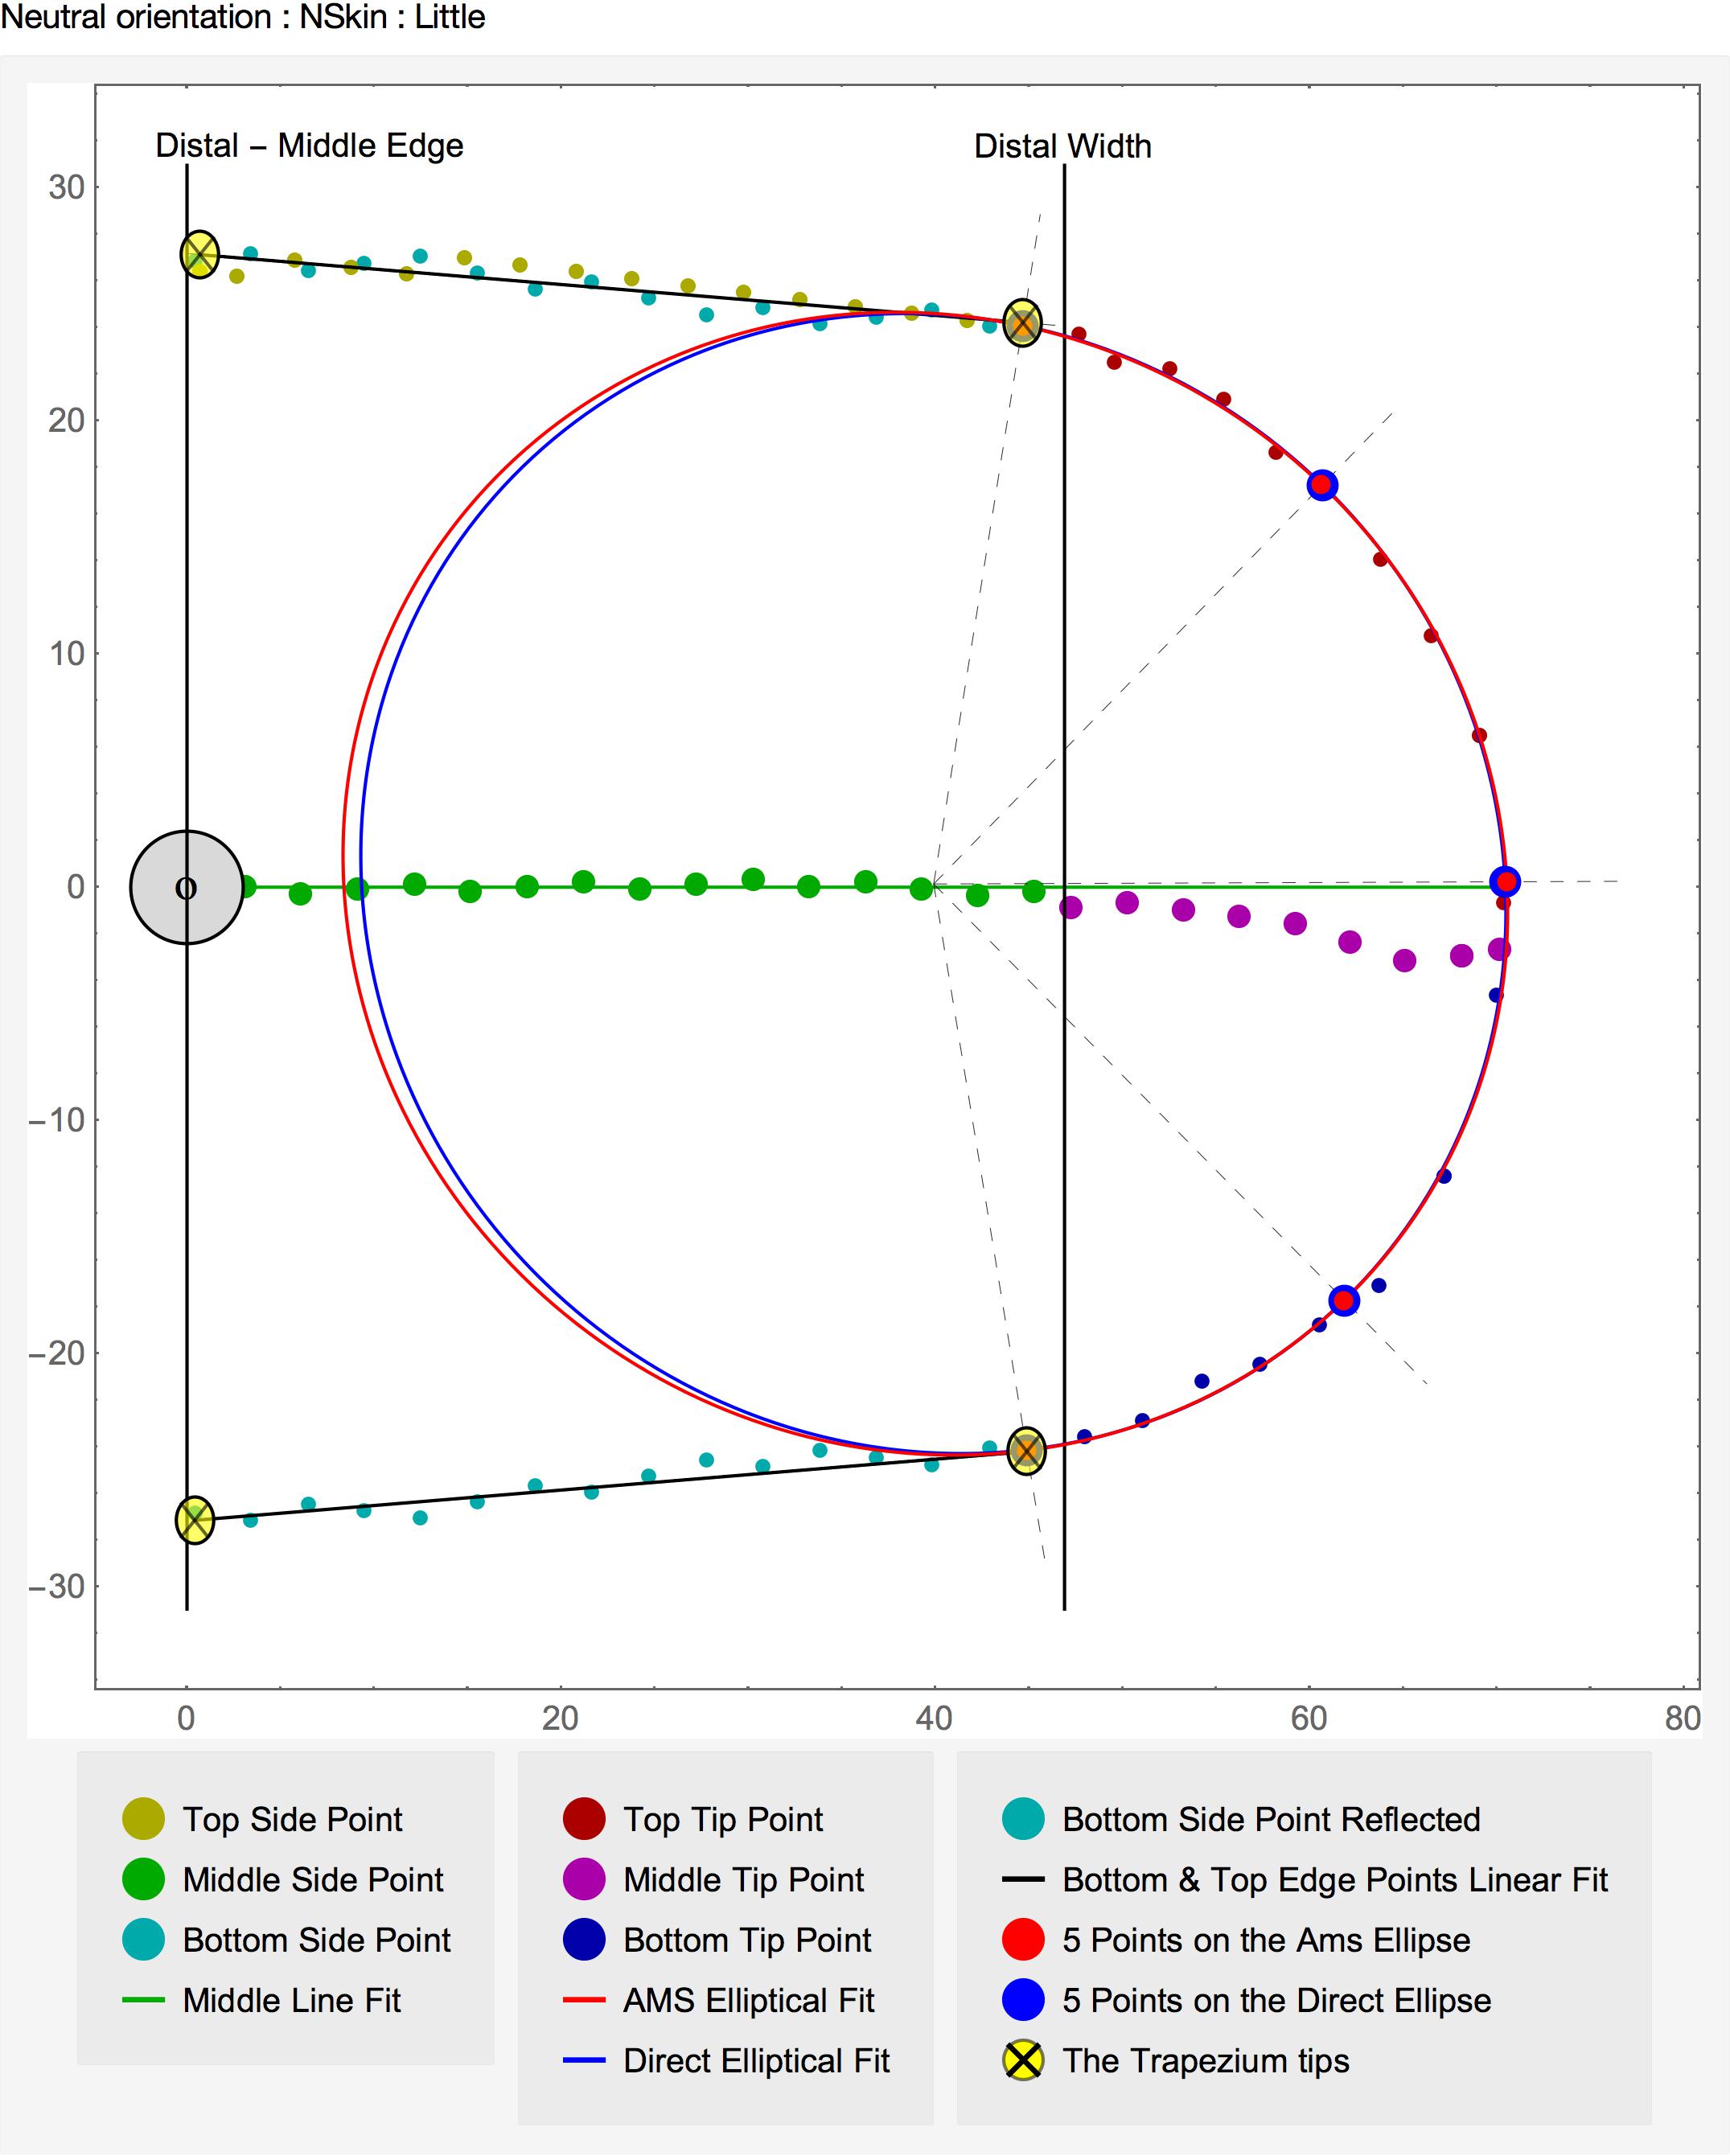 Neutral orientation : NSkin : Little
Distal – Middle Edge
Distal Width
30
20
10
0
−10
−20
−30
O
0
20
40
60
80
Top Side Point
Middle Side Point
Bottom Side Point
Middle Line Fit
Top Tip Point
Middle Tip Point
Bottom Tip Point
AMS Elliptical Fit
Direct Elliptical Fit
Bottom Side Point Reflected
Bottom & Top Edge Points Linear Fit
5 Points on the Ams Ellipse
5 Points on the Direct Ellipse
The Trapezium tips